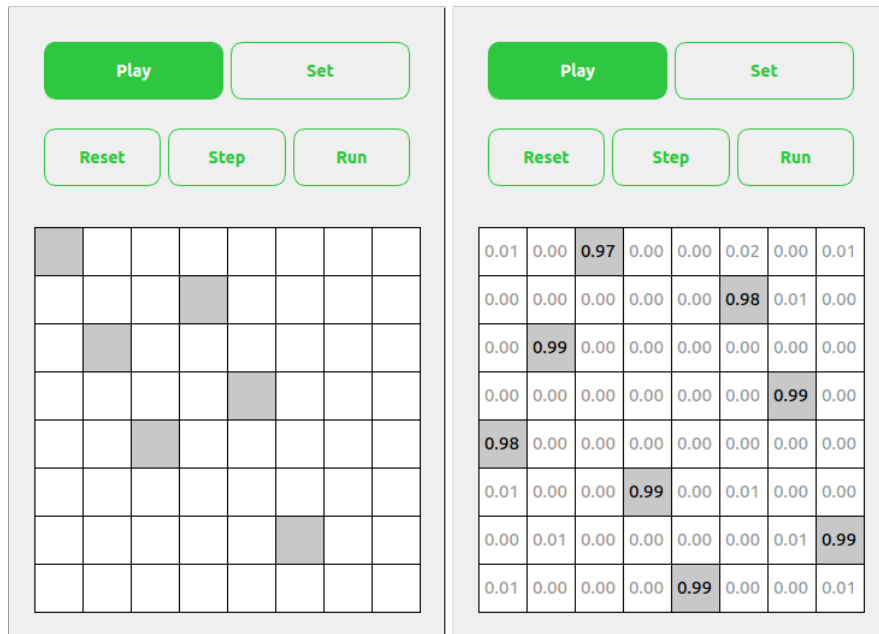 Play Set
Reset Step Run
Play Set
Reset Step Run
0.01 0.00 0.97 0.00 0.00 0.02 0.00 0.01
0.00 0.00 0.00 0.00 0.00 0.98 0.01 0.00
0.00 0.99 0.00 0.00 0.00 0.00 0.00 0.00
0.00 0.00 0.00 0.00 0.00 0.00 0.99 0.00
0.98 0.00 0.00 0.00 0.00 0.00 0.00 0.00
0.01 0.00 0.00 0.99 0.00 0.01 0.00 0.00
0.00 0.01 0.00 0.00 0.00 0.00 0.01 0.99
0.01 0.00 0.00 0.00 0.99 0.00 0.00 0.01